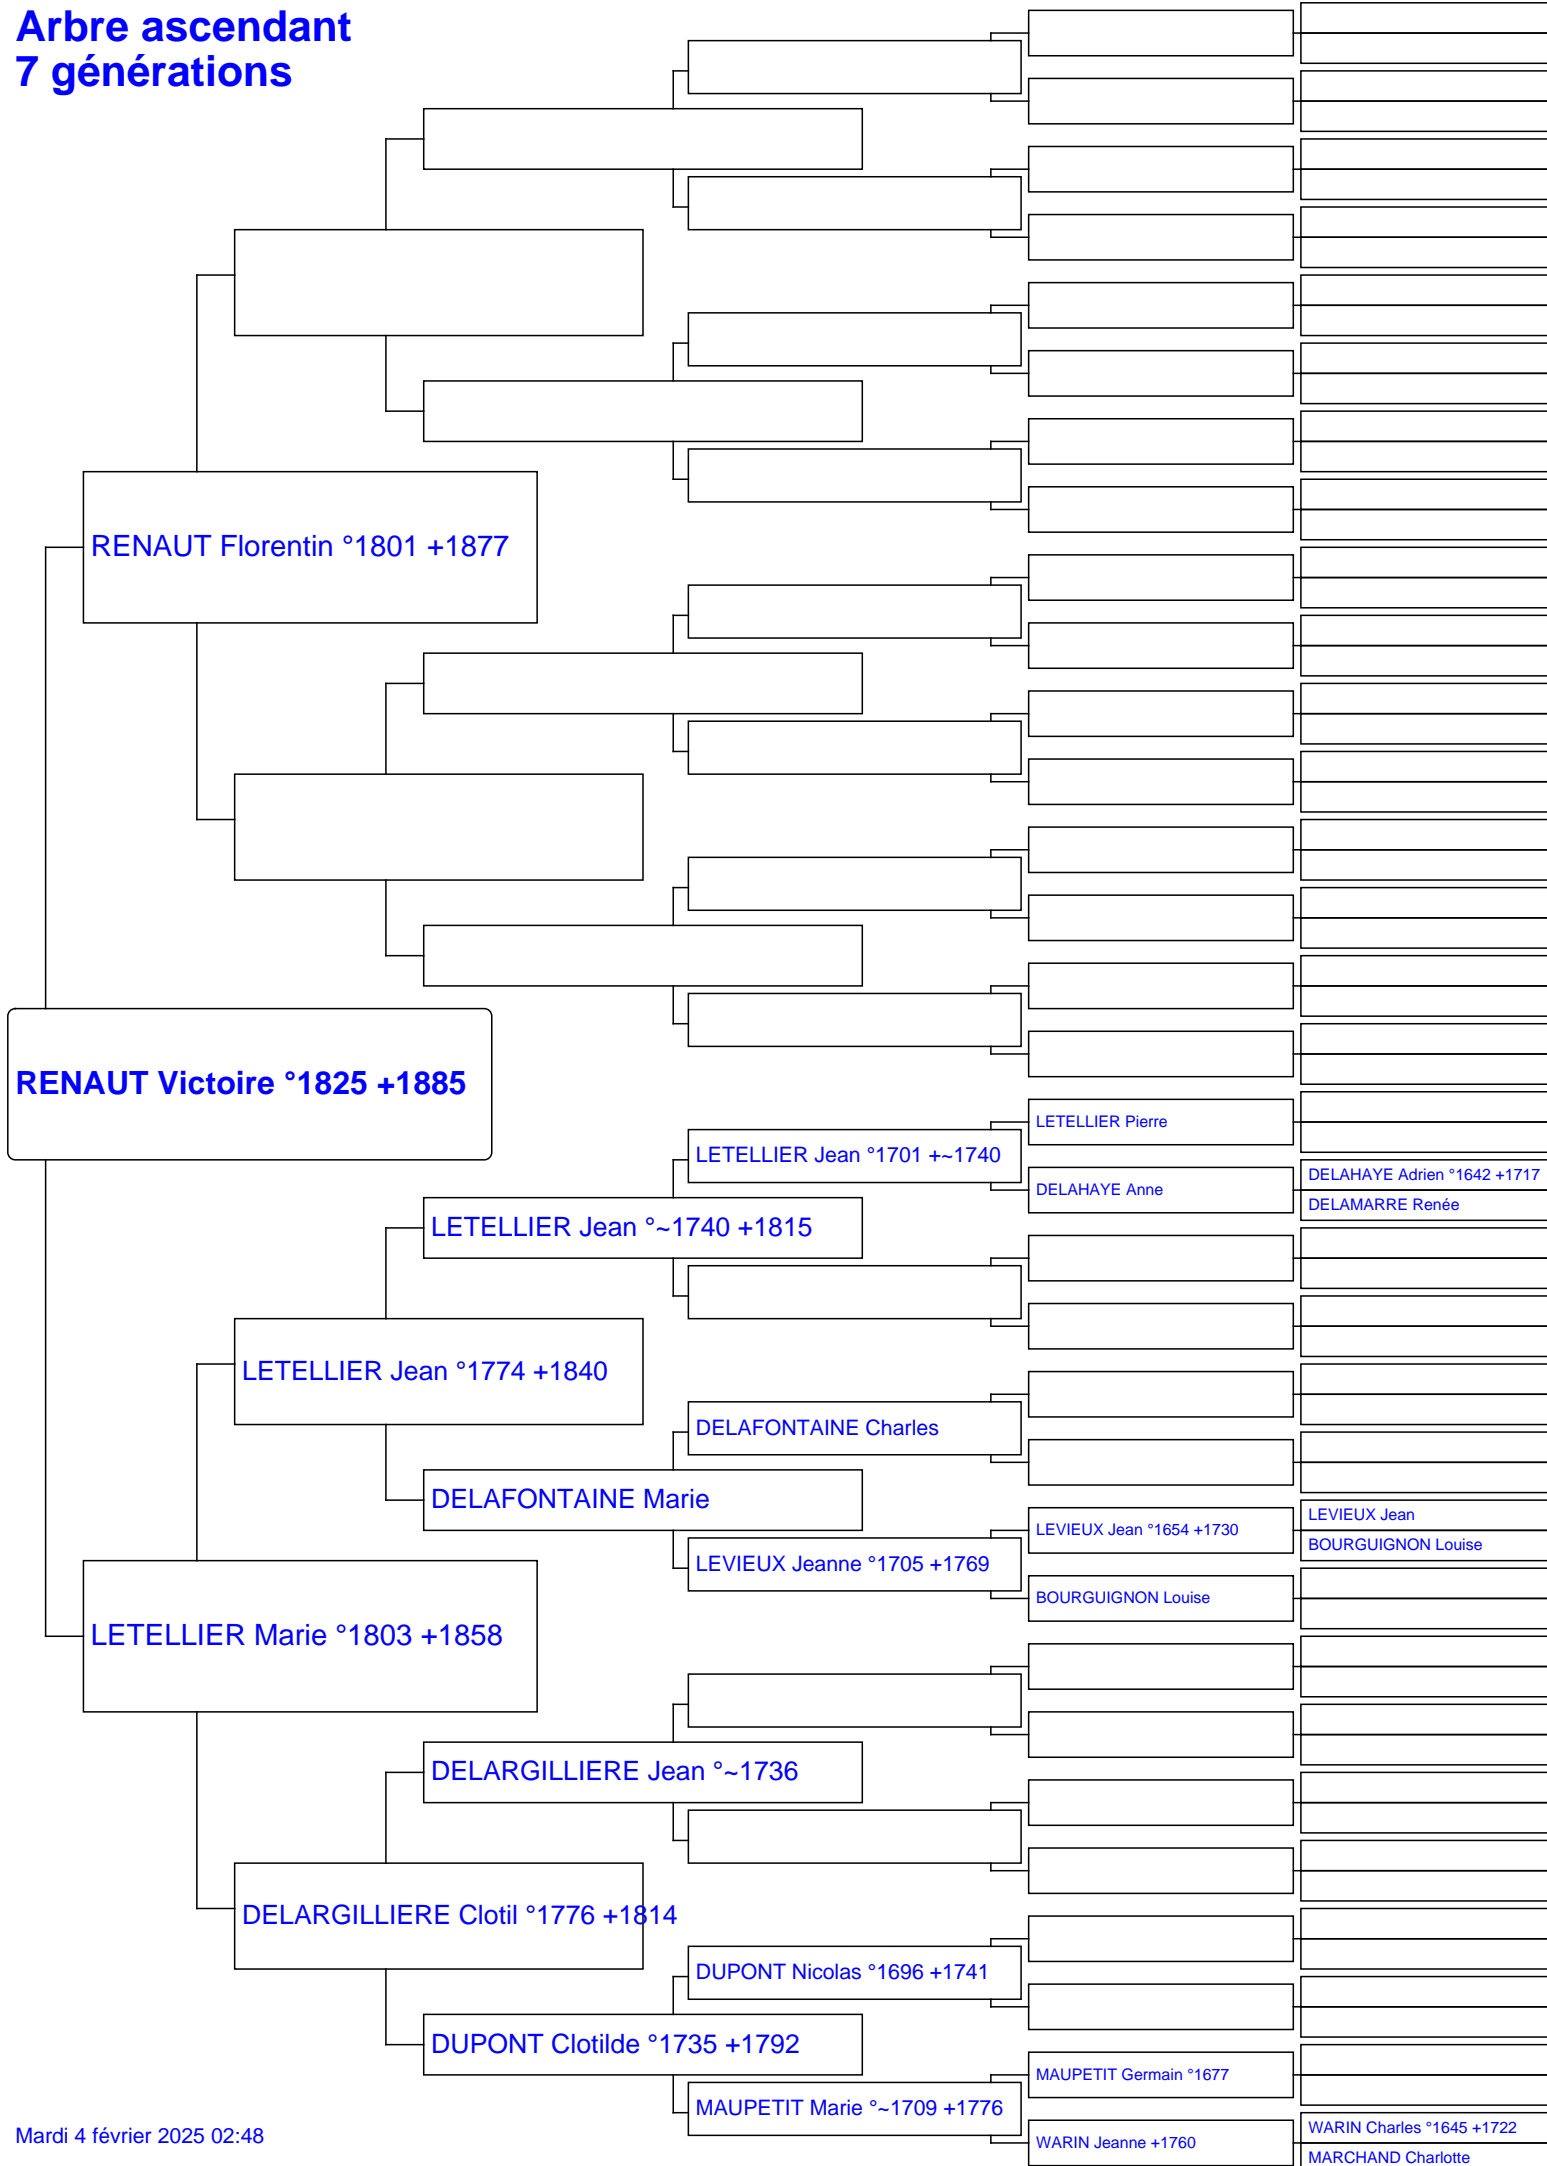 Arbre ascendant
7 générations
RENAUT Florentin °1801 +1877
RENAUT Victoire °1825 +1885
LETELLIER Pierre
LETELLIER Jean °1701 +~1740
DELAHAYE Adrien °1642 +1717
DELAHAYE Anne
DELAMARRE Renée
LETELLIER Jean °~1740 +1815
LETELLIER Jean °1774 +1840
DELAFONTAINE Charles
DELAFONTAINE Marie
LEVIEUX Jean
LEVIEUX Jean °1654 +1730
BOURGUIGNON Louise
LEVIEUX Jeanne °1705 +1769
BOURGUIGNON Louise
LETELLIER Marie °1803 +1858
DELARGILLIERE Jean °~1736
DELARGILLIERE Clotil °1776 +1814
DUPONT Nicolas °1696 +1741
DUPONT Clotilde °1735 +1792
MAUPETIT Germain °1677
MAUPETIT Marie °~1709 +1776
WARIN Charles °1645 +1722
WARIN Jeanne +1760
MARCHAND Charlotte
Mardi 4 février 2025 02:48